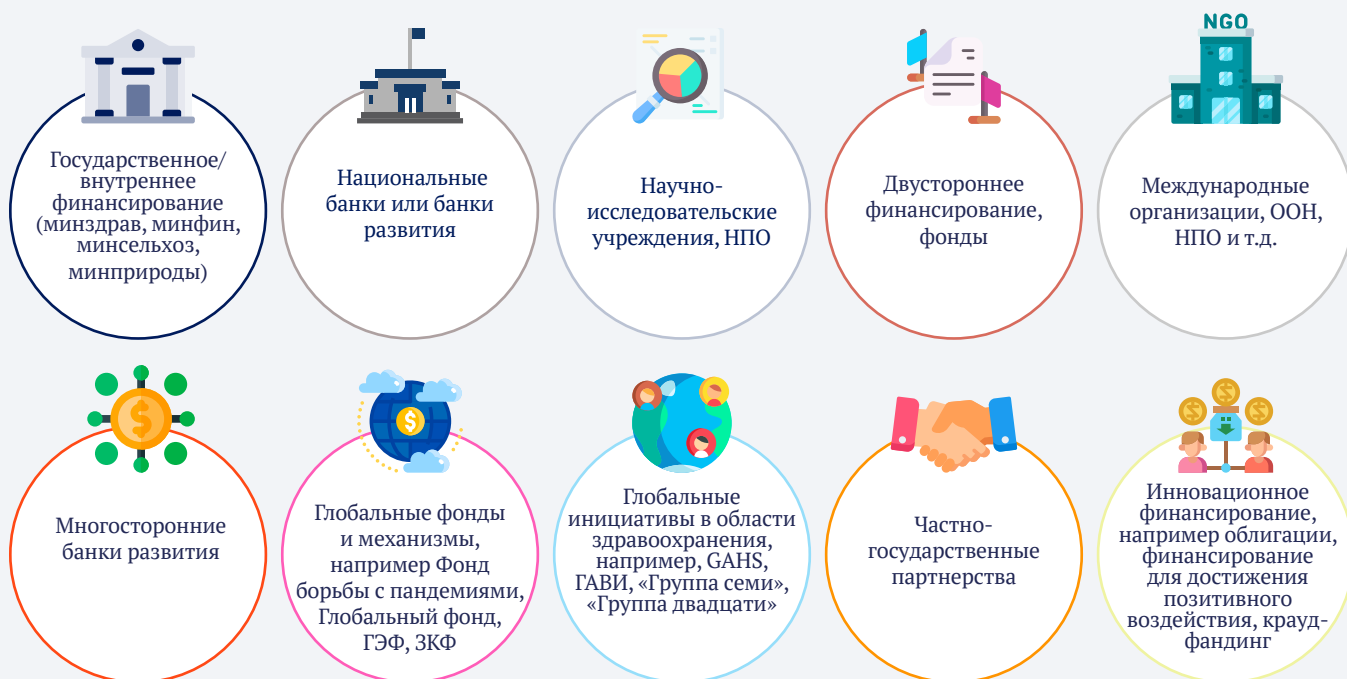 NGO
Государственное/
внутреннее
финансирование
(минздрав, минфин,
минсельхоз,
минприроды)
Национальные
банки или банки
развития
Научно-
исследовательские
учреждения, НПО
Двустороннее
финансирование,
фонды
Международные
организации, ООН,
НПО и т.д.
Многосторонние
банки развития
Глобальные фонды
и механизмы,
например Фонд
борьбы с пандемиями,
Глобальный фонд,
ГЭФ, ЗКФ
Глобальные
инициативы в области
здравоохранения,
например, GAHS,
ГАВИ, «Группа семи»,
«Группа двадцати»
Частно-
государственные
партнерства
Инновационное
финансирование,
например облигации,
финансирование
для достижения
позитивного
воздействия, крауд-
фандинг